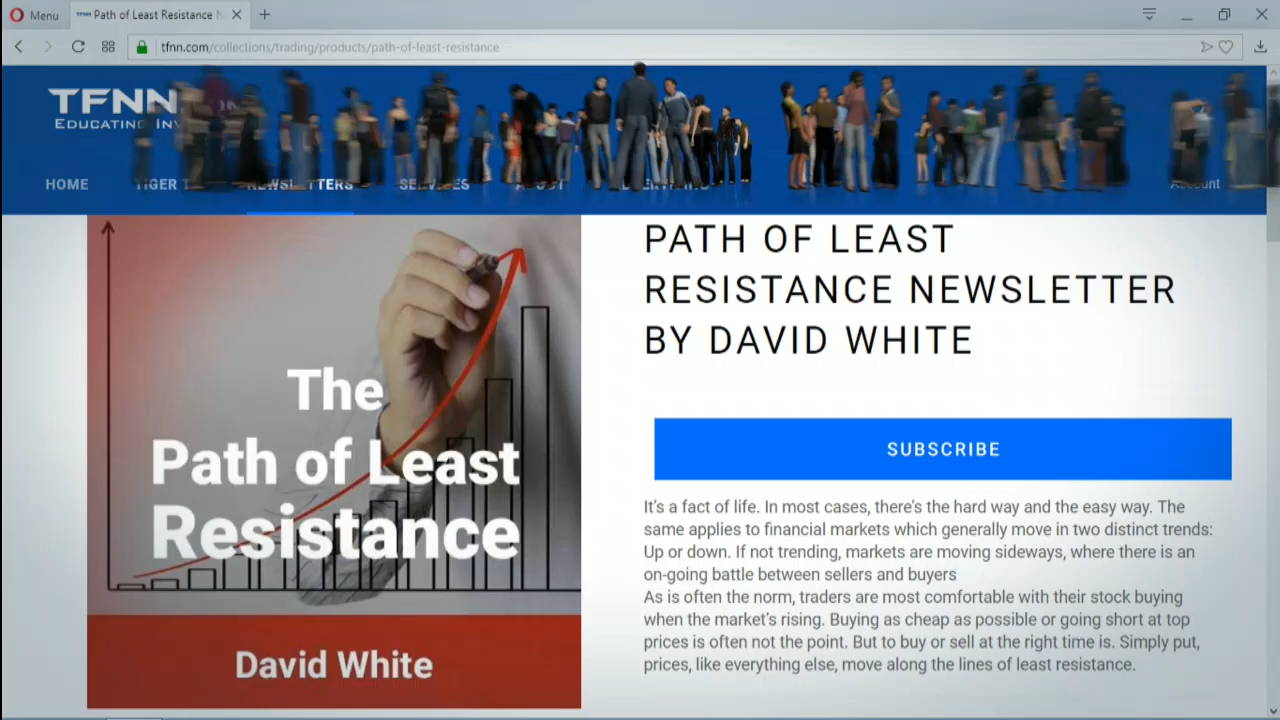 Menu
Path of Least Resistance N
tfnn.com/collections/trading/products/path-of-least-resistance
TFNN
EDUCATING INV
HOME
TIGER T
NEWSLETTERS
SERVICES
ABOUT
Account
PATH OF LEAST
RESISTANCE NEWSLETTER
BY DAVID WHITE
The
Path of Least
Resistance
David White
SUBSCRIBE
It's a fact of life. In most cases, there's the hard way and the easy way. The
same applies to financial markets which generally move in two distinct trends:
Up or down. If not trending, markets are moving sideways, where there is an
on-going battle between sellers and buyers
As is often the norm, traders are most comfortable with their stock buying
when the market's rising. Buying as cheap as possible or going short at top
prices is often not the point. But to buy or sell at the right time is. Simply put,
prices, like everything else, move along the lines of least resistance.